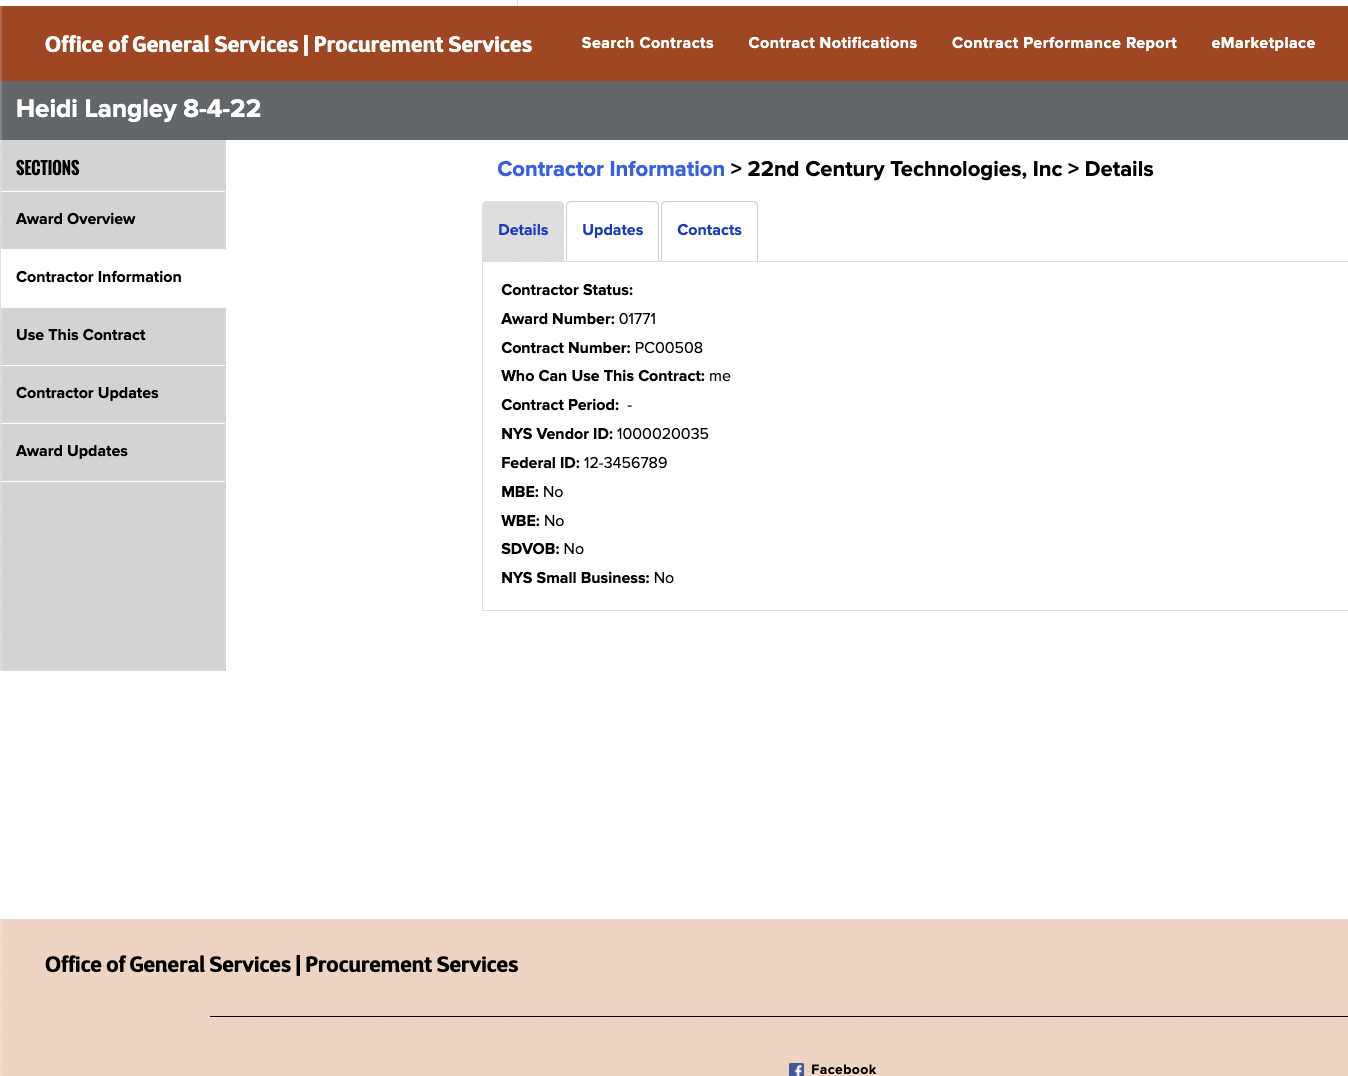 Office of General Services | Procurement Services
Search Contracts
Contract Notifications
Contract Performance Report
eMarketplace
Heidi Langley 8-4-22
SECTIONS
Award Overview
Contractor Information
Use This Contract
Contractor Updates
Award Updates
Contractor Information > 22nd Century Technologies, Inc > Details
Details
Updates
Contacts
Contractor Status:
Award Number: 01771
Contract Number: PC00508
Who Can Use This Contract: me
Contract Period: -
NYS Vendor ID: 1000020035
Federal ID: 12-3456789
MBE: No
WBE: No
SDVOB: No
NYS Small Business: No
Office of General Services | Procurement Services
Facebook